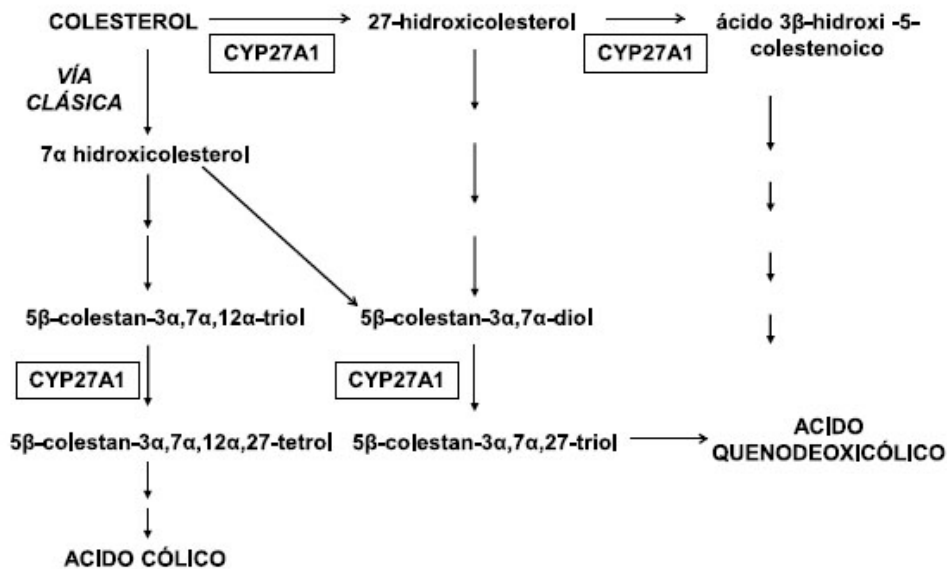 COLESTEROL
27-hidroxicolesterol
ácido 3β-hidroxi -5-
colestenoico
CYP27A1
CYP27A1
VÍA
CLÁSICA
7α hidroxicolesterol
5β-colestan-3α,7α,12α-triol
5β-colestan-3α,7α-diol
CYP27A1
CYP27A1
5β-colestan-3α,7α,12α,27-tetrol
5β-colestan-3α,7α,27-triol
ACIDO
QUENODEOXICÓLICO
ACIDO CÓLICO